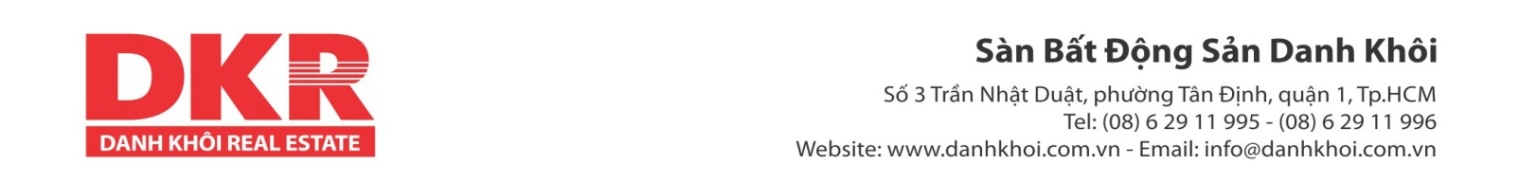 DKR
DANH KHÔI REAL ESTATE
Sàn Bất Động Sản Danh Khôi
Số 3 Trần Nhật Duật, phường Tân Định, quận 1, Tp.HCM
Tel: (08) 6 29 11 995 - (08) 6 29 11 996
Website: www.danhkhoi.com.vn - Email: info@danhkhoi.com.vn